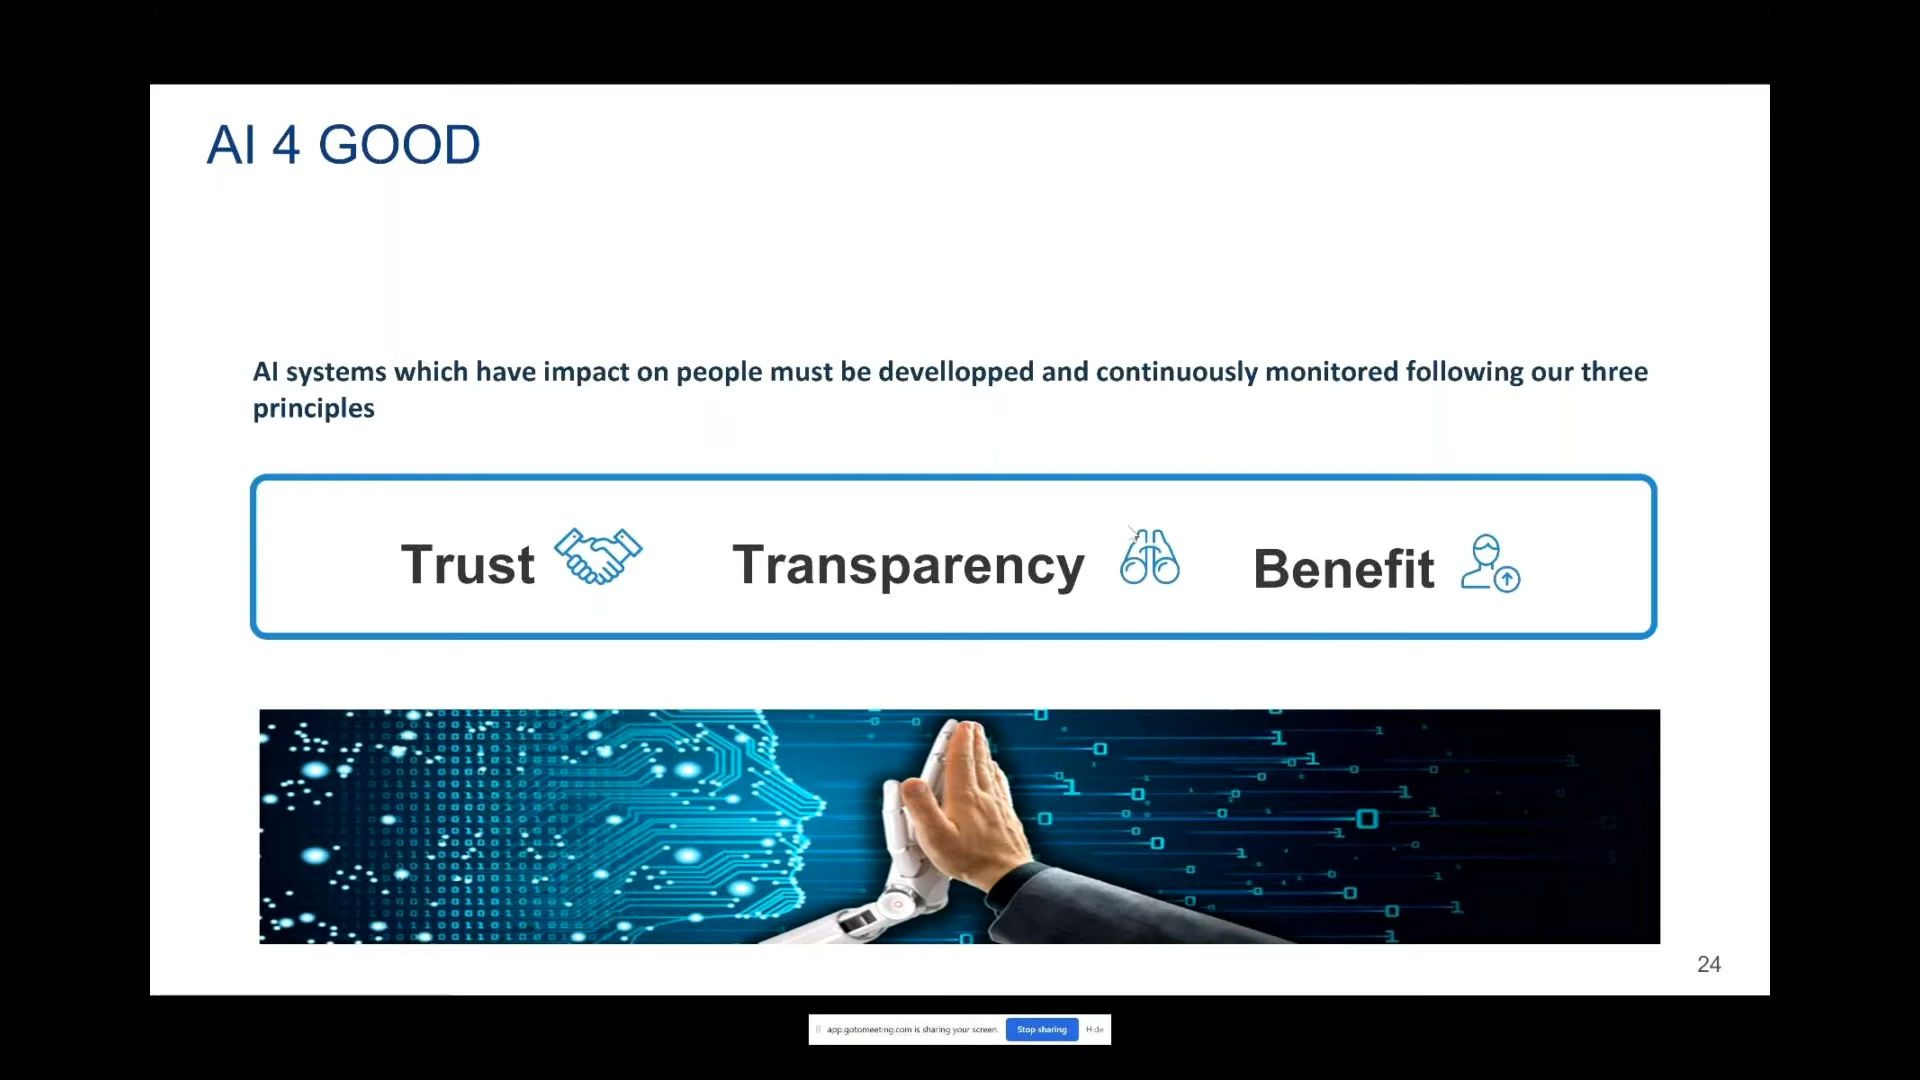 AI 4 GOOD
AI systems which have impact on people must be devellopped and continuously monitored following our three
principles
Trust Transparency Benefit
24
app.gotomeeting.com is sharing your screen. Stop sharing Hide